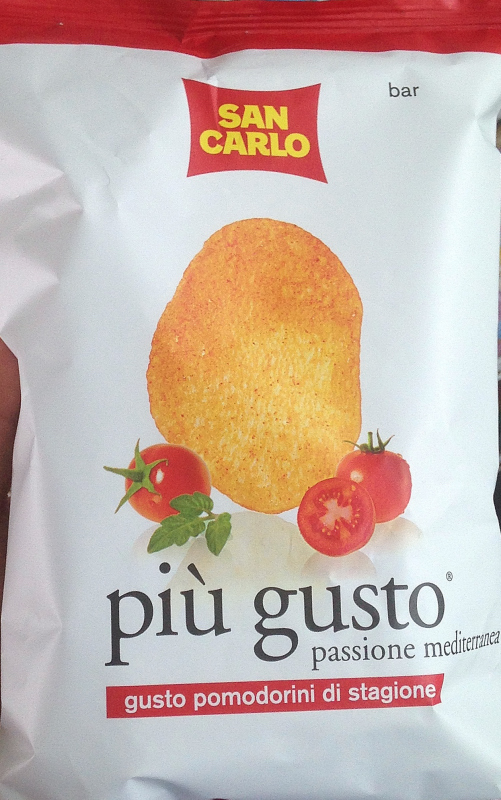 bar
SAN
CARLO
più gusto®
passione mediterranea
gusto pomodorini di stagione